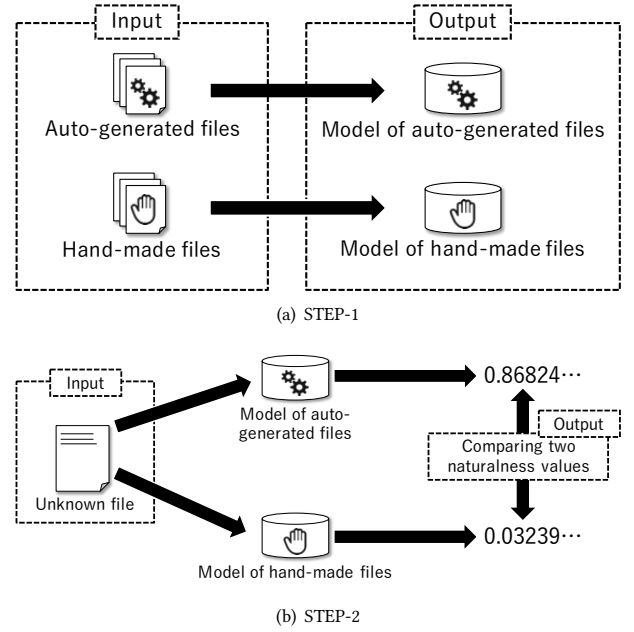 Input
Output
Auto-generated files
Model of auto-generated files
Hand-made files
Model of hand-made files
(a) STEP-1
Input
Unknown file
Model of auto-
generated files
0.86824⋯
Output
Comparing two
naturalness values
Model of hand-made files
0.03239⋯
(b) STEP-2